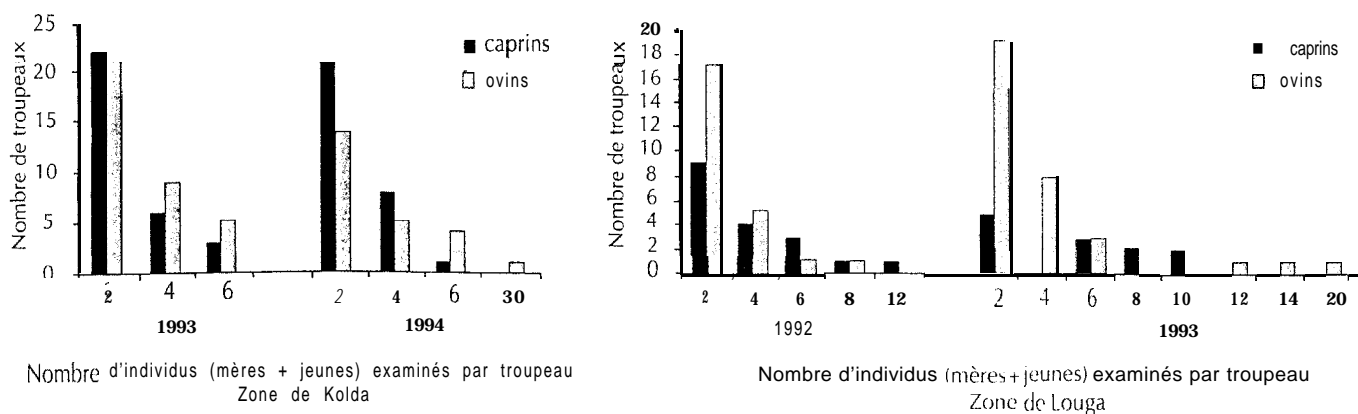 Nombre de troupeaux
25
20
15
10
5
0
caprins
ovins
2 4 6 2 4 6 30
1993 1994
Nombre d'individus (mères + jeunes) examinés par troupeau
Zone de Kolda
Nombre de troupeaux
20
18
16
14
12
10
8
6
4
2
0
caprins
ovins
2 4 6 8 12 2 4 6 8 10 12 14 20
1992 1993
Nombre d'individus (mères+jeunes) examinés par troupeau
Zone de Louga